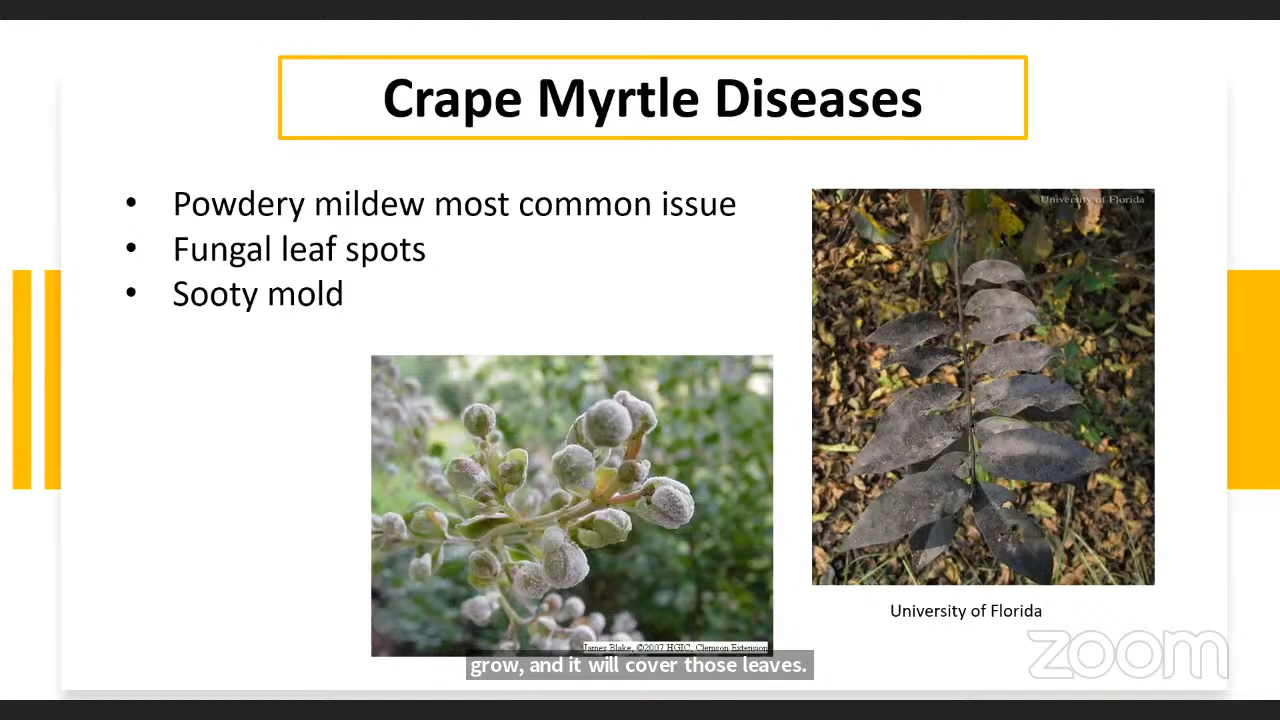 Crape Myrtle Diseases
• Powdery mildew most common issue
• Fungal leaf spots
• Sooty mold
University of Florida
James Blake, ©2007 HGIC, Clemson Extension
University of Florida
grow, and it will cover those leaves.
zoom